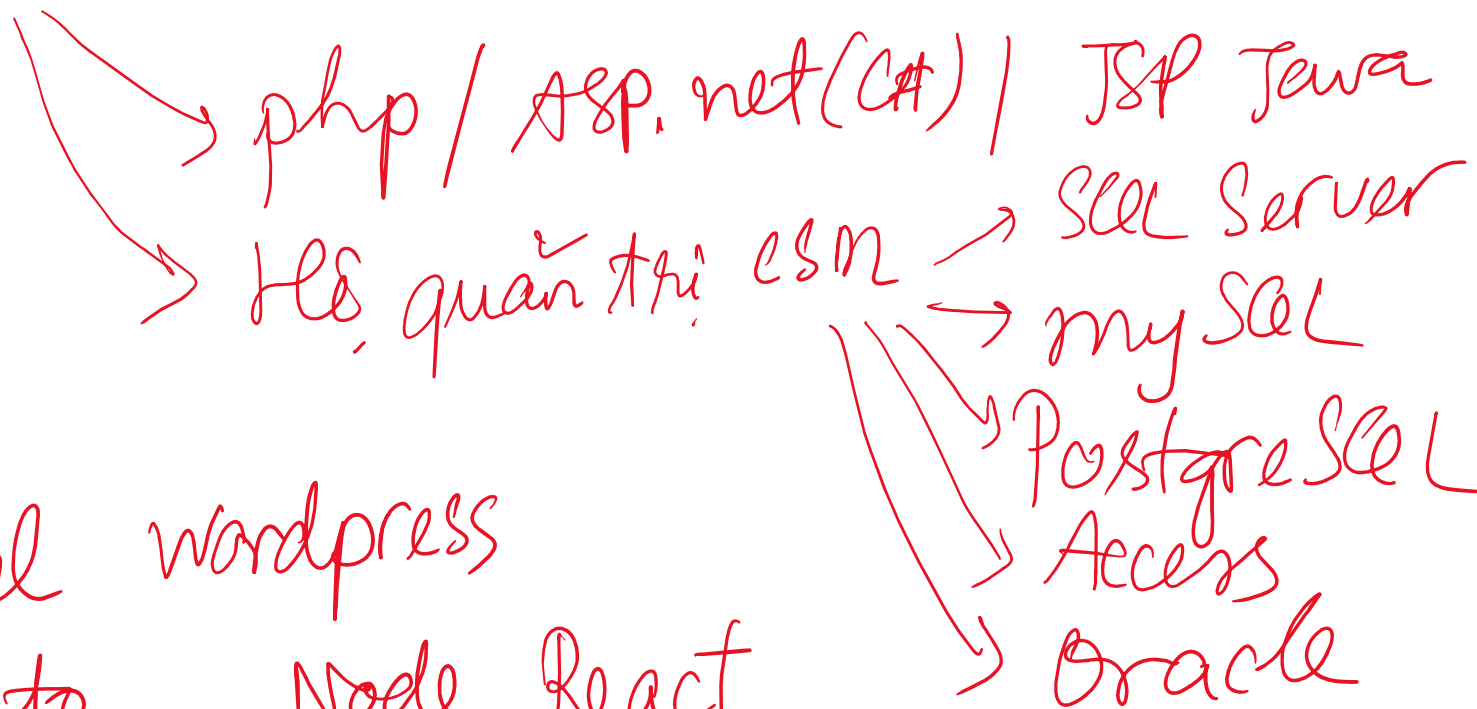 php / ASP.net(C#) / JSP Java
Hệ quản trị CSDL
SQL Server
mySQL
PostgreSQL
Access
Oracle
wordpress
Node React